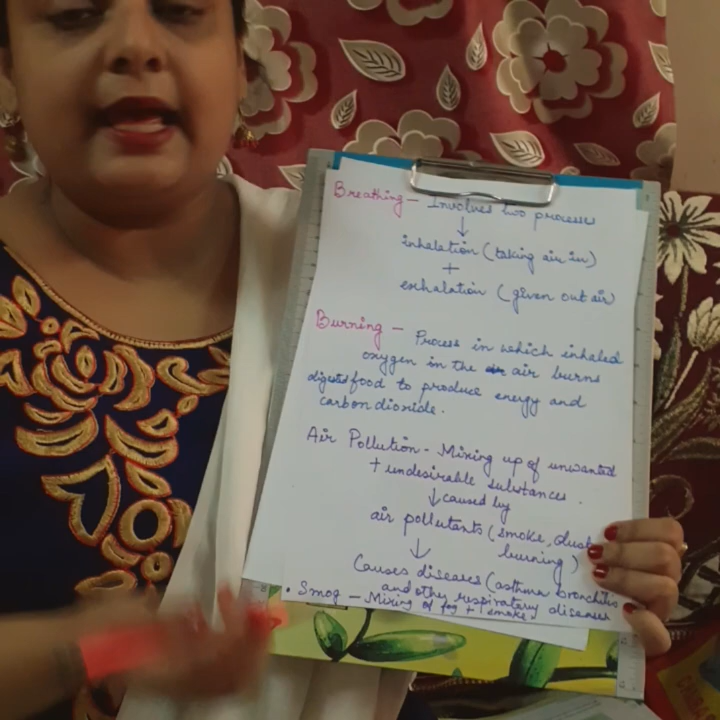 Breathing - Involves two processes
↓
inhalation (taking air in)
+
exhalation (given out air)
Burning - Process in which inhaled
oxygen in the air burns
digested food to produce energy and
carbon dioxide.
Air Pollution - Mixing up of unwanted
+ undesirable substances.
↓ caused by
air pollutants (smoke, dust
burning)
↓
Causes diseases (asthma bronchitis
and other respiratory diseases
• Smog - Mixing of fog + smoke